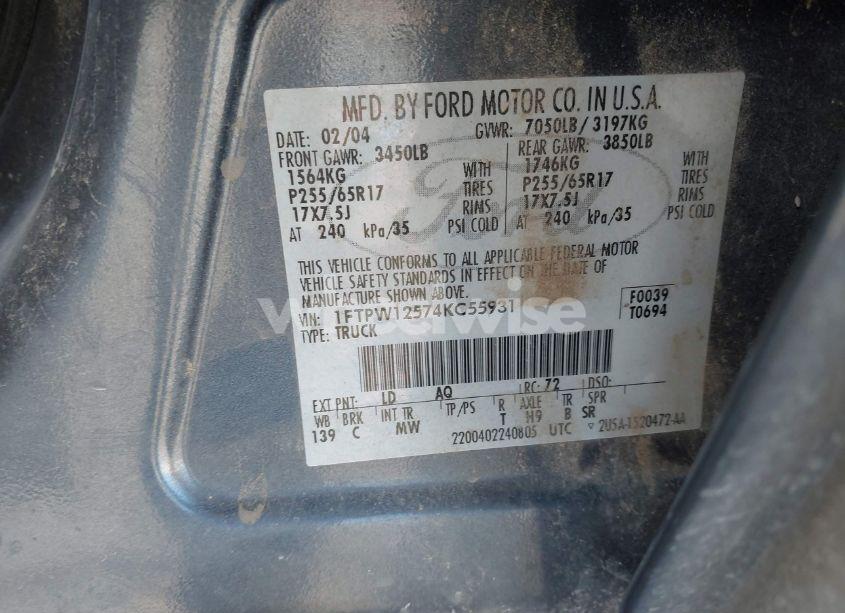 MFD. BY FORD MOTOR CO. IN U.S.A.
DATE: 02/04 GVWR: 7050LB/ 3197KG
FRONT GAWR: 3450LB REAR GAWR: 3850LB
1564KG WITH 1746KG WITH
P255/65R17 TIRES P255/65R17 TIRES
17X7.5J RIMS 17X7.5J RIMS
AT 240 kPa/35 PSI COLD AT 240 kPa/35 PSI COLD
Ford
THIS VEHICLE CONFORMS TO ALL APPLICABLE FEDERAL MOTOR
VEHICLE SAFETY STANDARDS IN EFFECT ON THE DATE OF
MANUFACTURE SHOWN ABOVE.
VIN: 1FTPW12574KC55931 F0039
TYPE: TRUCK T0694
EXT PNT: LD AQ RC: 72 DSO:
WB BRK INT TR TP/PS R AXLE TR SPR
139 C MW T H9 B SR
2200402240805 UTC ▽ 2U5A-1520472-AA